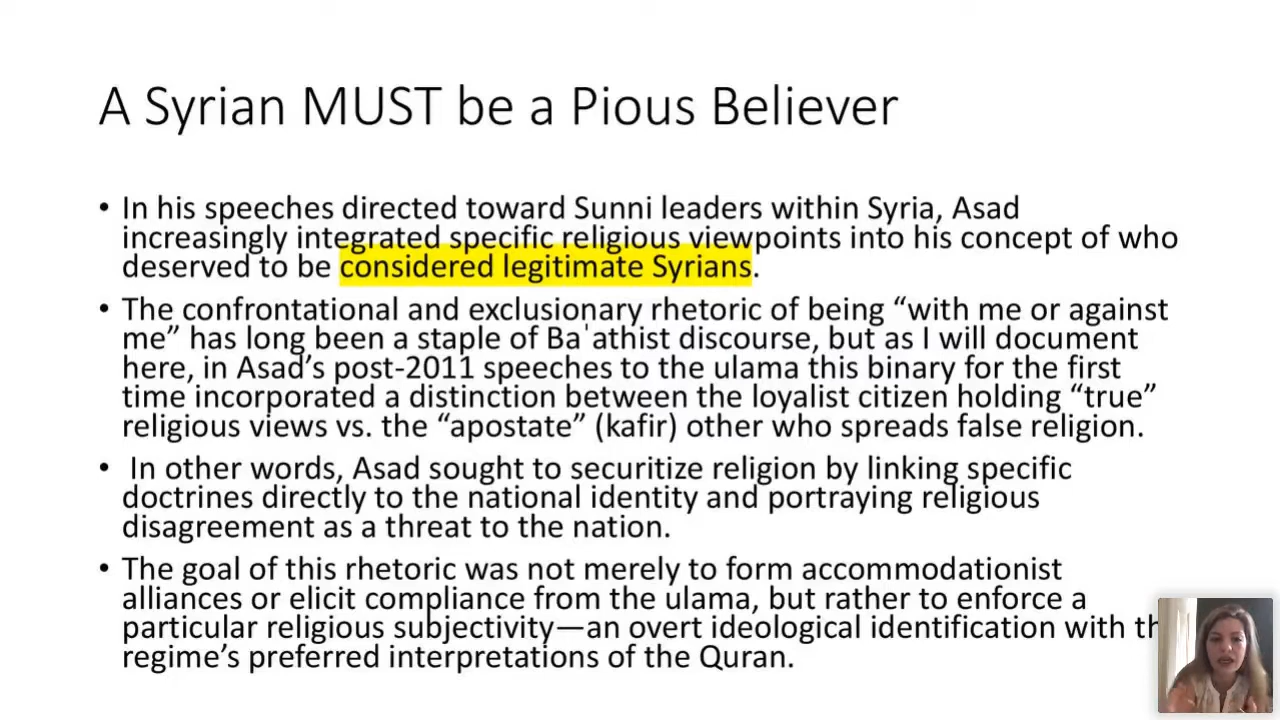 A Syrian MUST be a Pious Believer
• In his speeches directed toward Sunni leaders within Syria, Asad
increasingly integrated specific religious viewpoints into his concept of who
deserved to be considered legitimate Syrians.
• The confrontational and exclusionary rhetoric of being “with me or against
me” has long been a staple of Baʿathist discourse, but as I will document
here, in Asad’s post-2011 speeches to the ulama this binary for the first
time incorporated a distinction between the loyalist citizen holding “true”
religious views vs. the “apostate” (kafir) other who spreads false religion.
• In other words, Asad sought to securitize religion by linking specific
doctrines directly to the national identity and portraying religious
disagreement as a threat to the nation.
• The goal of this rhetoric was not merely to form accommodationist
alliances or elicit compliance from the ulama, but rather to enforce a
particular religious subjectivity—an overt ideological identification with th
regime’s preferred interpretations of the Quran.